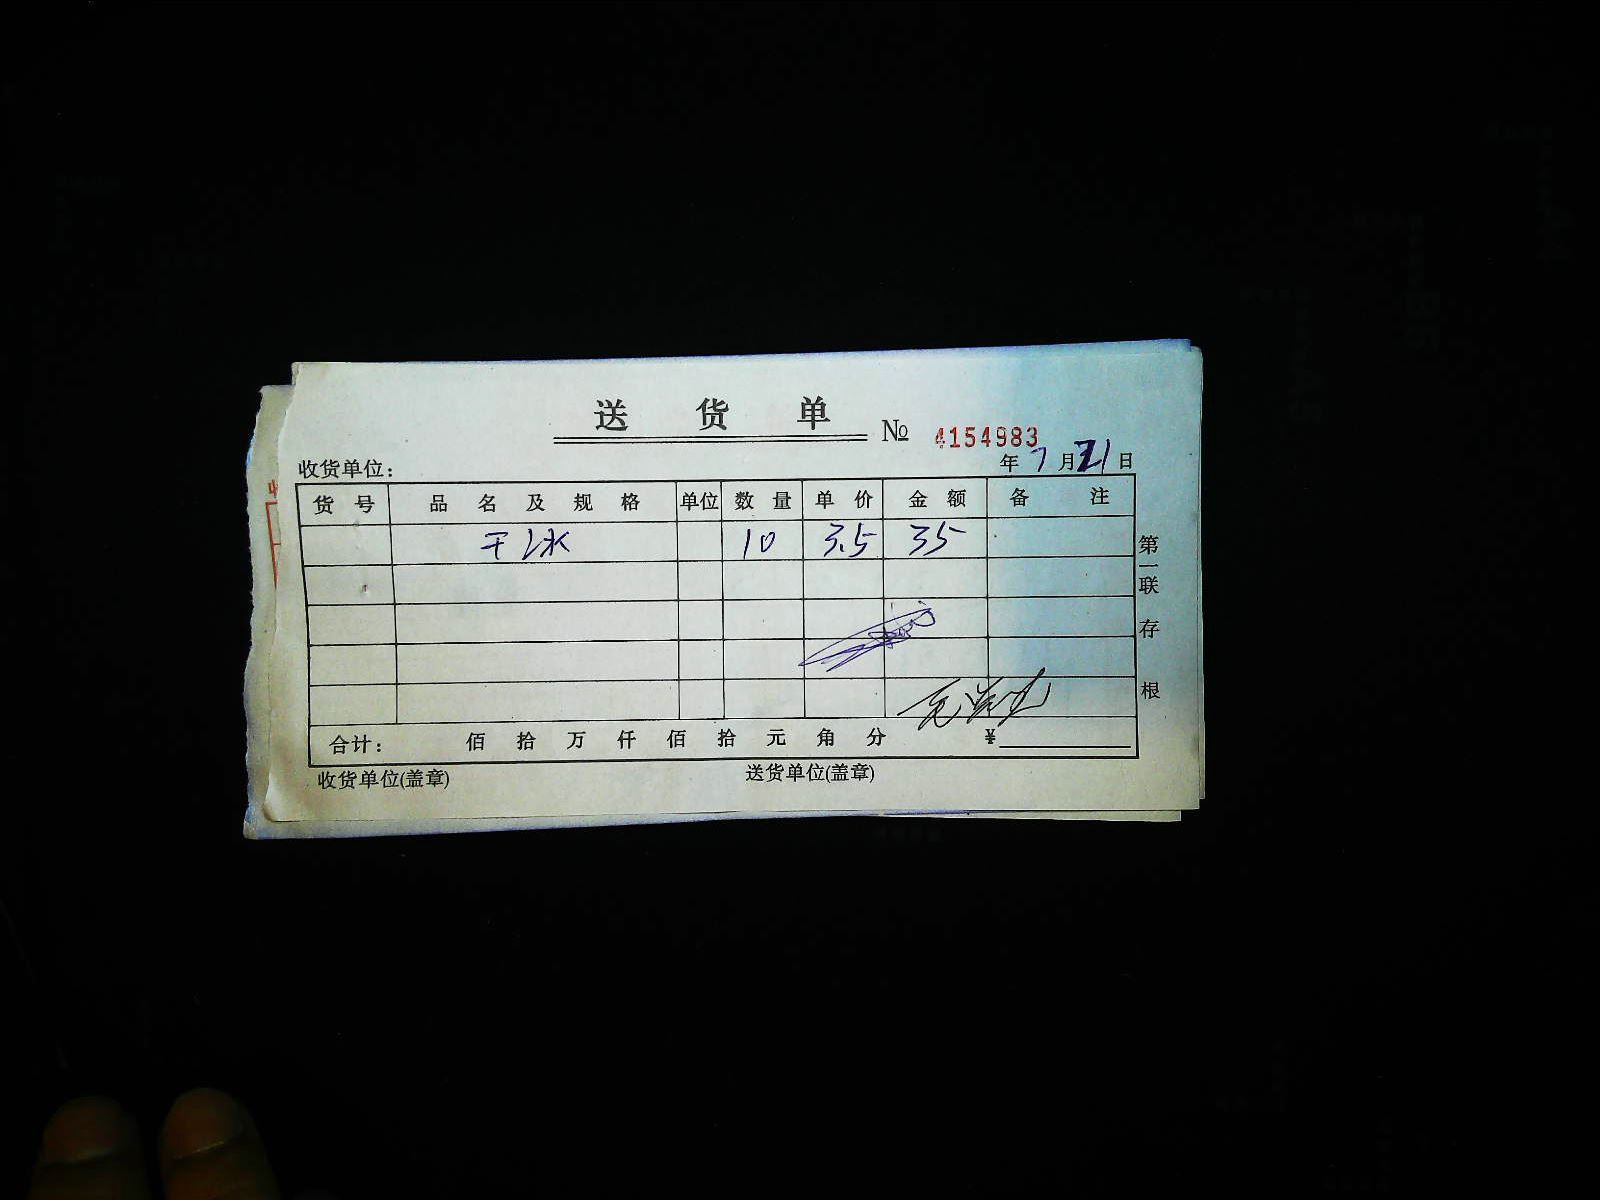 送货单
№ 4154983
收货单位: 年 7 月 21 日
货号 品名及规格 单位 数量 单价 金额 备注
干冰 10 3.5 35
第一联 存根
合计: 佰 拾 万 仟 佰 拾 元 角 分 ¥
收货单位(盖章) 送货单位(盖章)